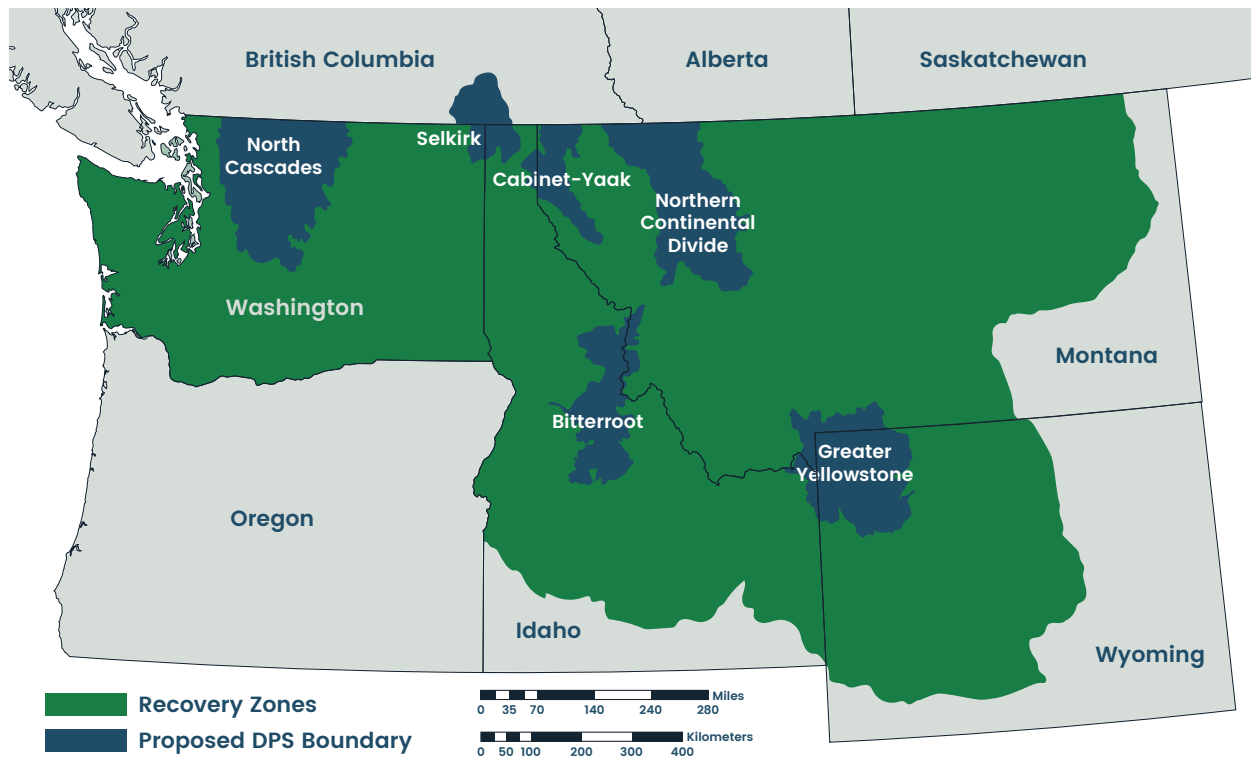 British Columbia
Alberta
Saskatchewan
North
Cascades
Selkirk
Cabinet-Yaak
Northern
Continental
Divide
Washington
Montana
Bitterroot
Greater
Yellowstone
Oregon
Idaho
Wyoming
Recovery Zones
Proposed DPS Boundary
Miles
0 35 70 140 240 280
Kilometers
0 50 100 200 300 400